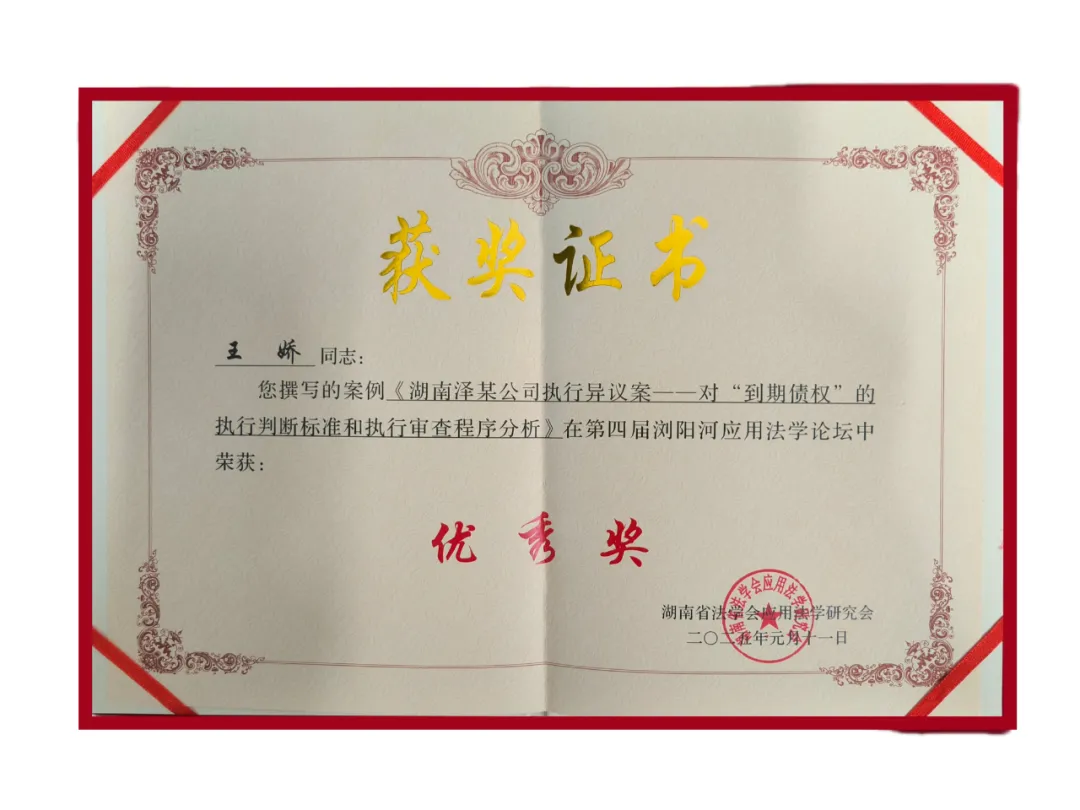 获奖证书
王 娇 同志：
您撰写的案例《湖南泽某公司执行异议案——对“到期债权”的
执行判断标准和执行审查程序分析》在第四届浏阳河应用法学论坛中
荣获：
优秀奖
湖南省法学会应用法学研究会
二〇二五年元月十一日